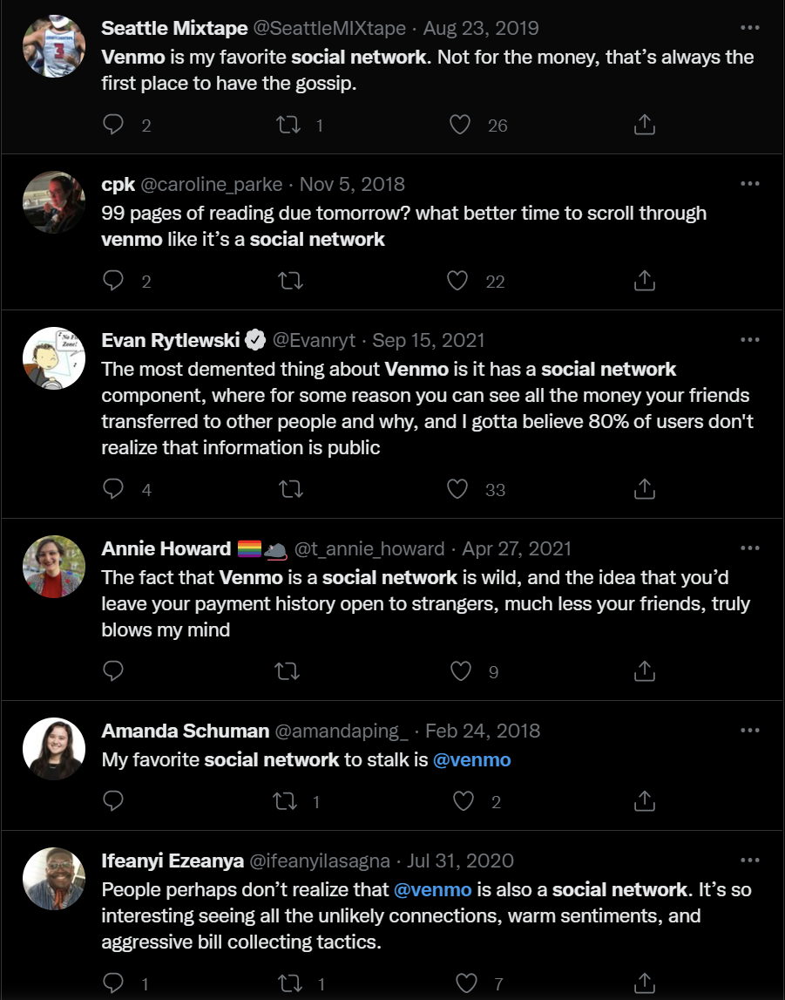 Seattle Mixtape @SeattleMIXtape · Aug 23, 2019
Venmo is my favorite social network. Not for the money, that's always the
first place to have the gossip.
2 1 26
cpk @caroline_parke · Nov 5, 2018
99 pages of reading due tomorrow? what better time to scroll through
venmo like it's a social network
2 22
Evan Rytlewski @Evanryt · Sep 15, 2021
The most demented thing about Venmo is it has a social network
component, where for some reason you can see all the money your friends
transferred to other people and why, and I gotta believe 80% of users don't
realize that information is public
4 33
Annie Howard 🏳️‍🌈🐀 @t_annie_howard · Apr 27, 2021
The fact that Venmo is a social network is wild, and the idea that you'd
leave your payment history open to strangers, much less your friends, truly
blows my mind
9
Amanda Schuman @amandaping_ · Feb 24, 2018
My favorite social network to stalk is @venmo
1 2
Ifeanyi Ezeanya @ifeanyilasagna · Jul 31, 2020
People perhaps don't realize that @venmo is also a social network. It's so
interesting seeing all the unlikely connections, warm sentiments, and
aggressive bill collecting tactics.
1 1 7